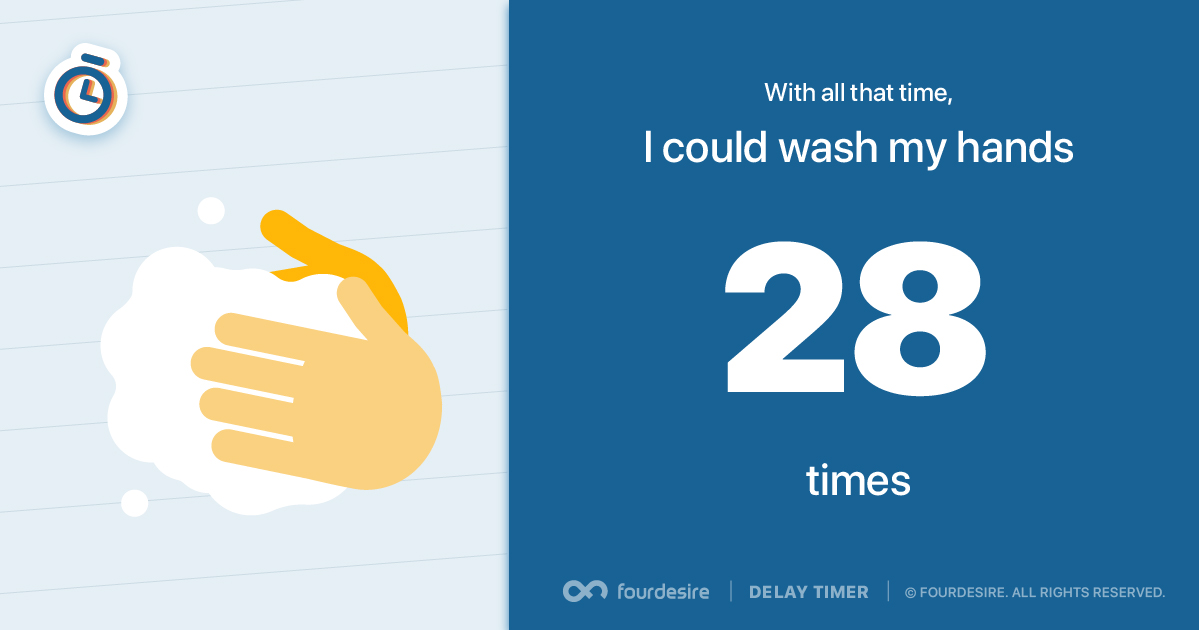 With all that time,
I could wash my hands
28
times
fourdesire | DELAY TIMER | © FOURDESIRE. ALL RIGHTS RESERVED.